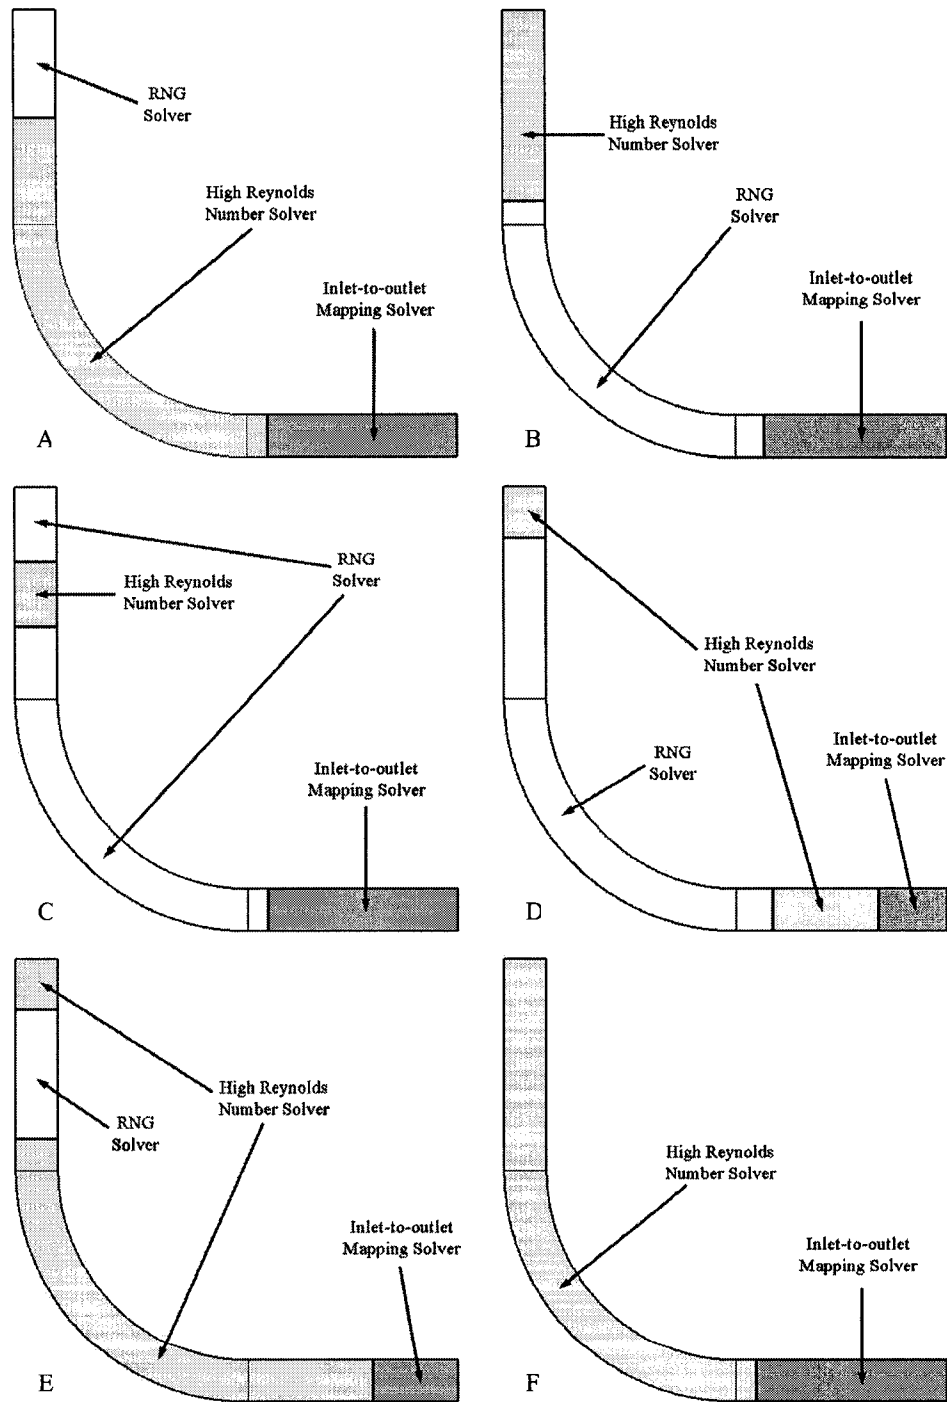 RNG
Solver
High Reynolds
Number Solver
Inlet-to-outlet
Mapping Solver
A
High Reynolds
Number Solver
RNG
Solver
Inlet-to-outlet
Mapping Solver
B
RNG
Solver
High Reynolds
Number Solver
Inlet-to-outlet
Mapping Solver
C
High Reynolds
Number Solver
RNG
Solver
Inlet-to-outlet
Mapping Solver
D
High Reynolds
Number Solver
RNG
Solver
Inlet-to-outlet
Mapping Solver
E
High Reynolds
Number Solver
Inlet-to-outlet
Mapping Solver
F